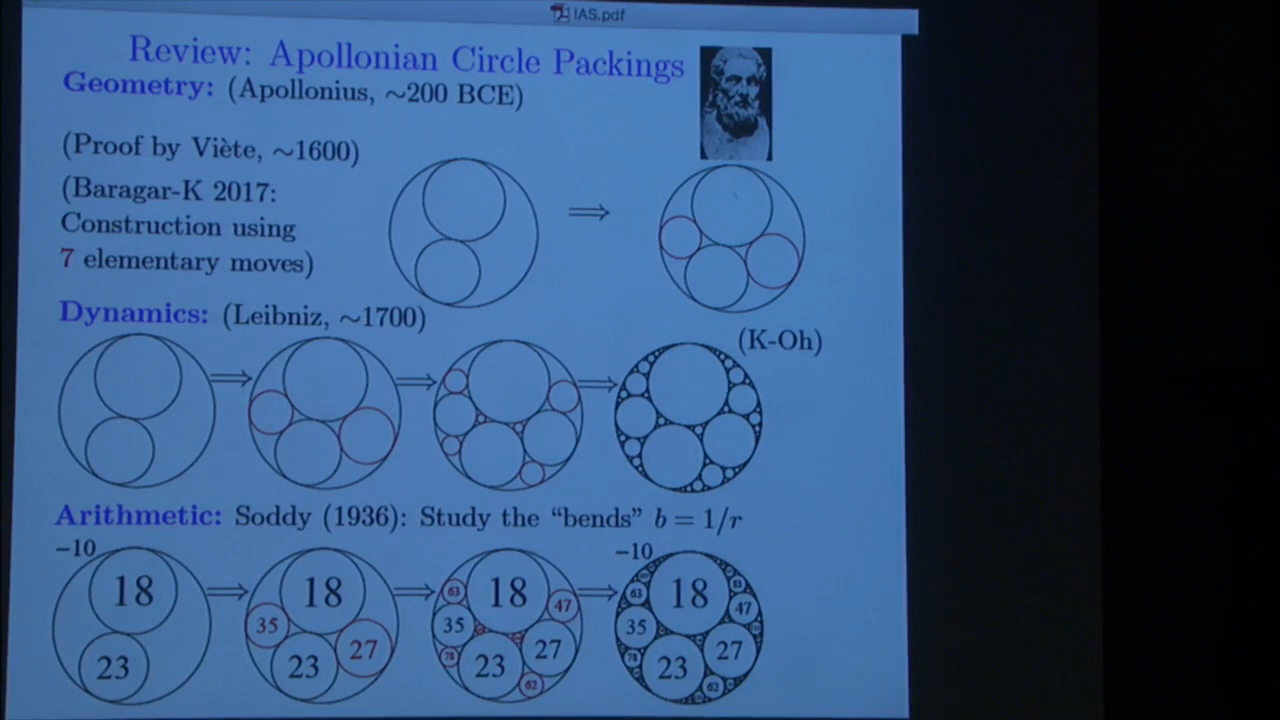 IAS.pdf
Review: Apollonian Circle Packings
Geometry: (Apollonius, ~200 BCE)
(Proof by Viète, ~1600)
(Baragar-K 2017:
Construction using
7 elementary moves)
⟹
Dynamics: (Leibniz, ~1700)
(K-Oh)
⟹ ⟹ ⟹
Arithmetic: Soddy (1936): Study the “bends” b = 1/r
−10
18
23
⟹
18
35
27
23
⟹
63
18
47
35
27
78
23
62
⟹
−10
63
18
47
35
27
78
23
62